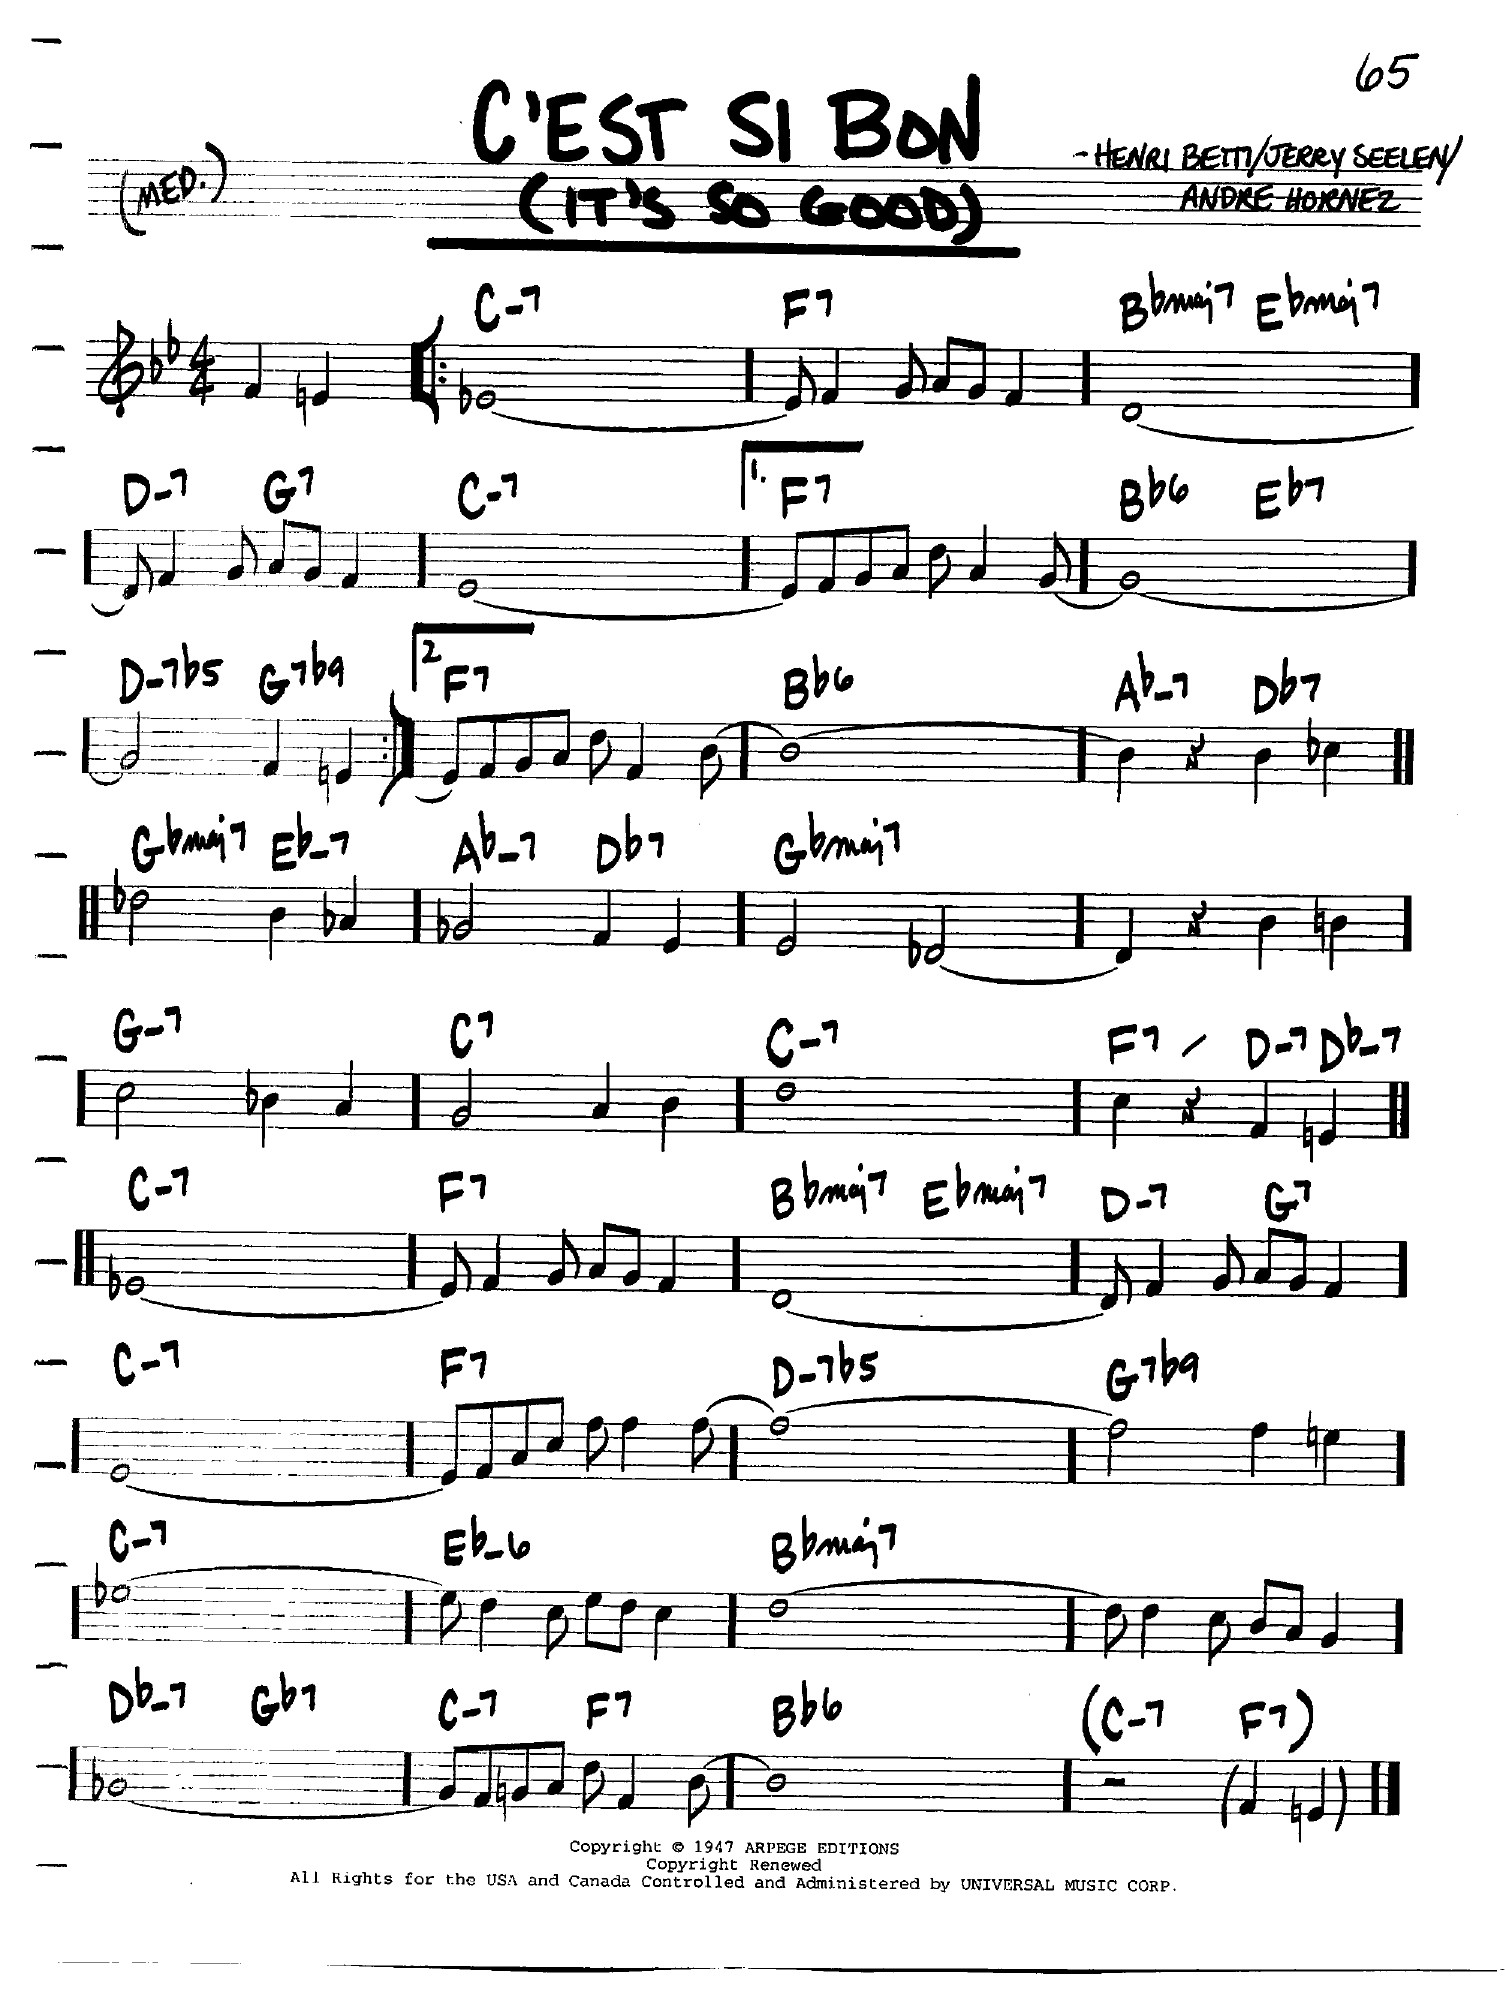 65
C'EST SI BON
(MED.)
- HENRI BETTI/JERRY SEELEN/
(IT'S SO GOOD)
ANDRE HORNEZ
C-7 F7 Bbmaj7 Ebmaj7
4
4
D-7 G7 C-7 1. F7 Bb6 Eb7
D-7b5 G7b9 2 F7 Bb6 Ab-7 Db7
Gbmaj7 Eb-7 Ab-7 Db7 Gbmaj7
G-7 C7 C-7 F7 / D-7 Db-7
C-7 F7 Bbmaj7 Ebmaj7 D-7 G7
C-7 F7 D-7b5 G7b9
C-7 Eb-6 Bbmaj7
Db-7 Gb7 C-7 F7 Bb6 (C-7 F7)
Copyright © 1947 ARPEGE EDITIONS
Copyright Renewed
All Rights for the USA and Canada Controlled and Administered by UNIVERSAL MUSIC CORP.